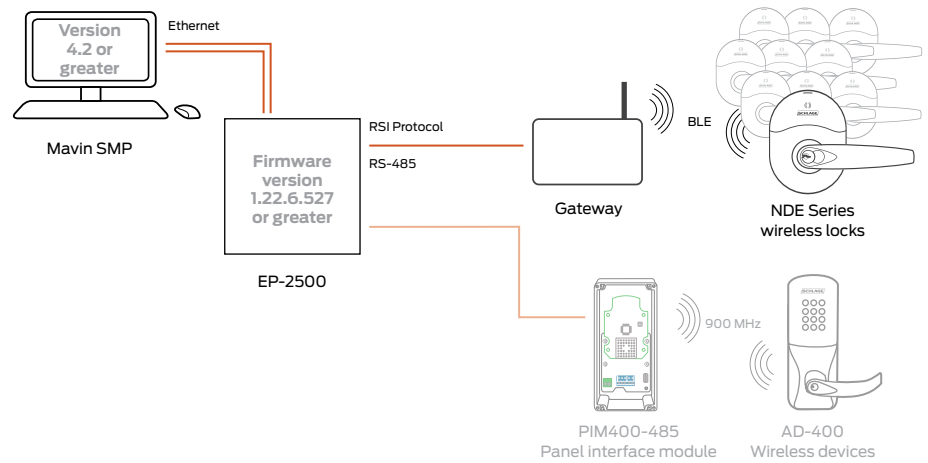 Version
4.2 or
greater
Ethernet
Mavin SMP
Firmware
version
1.22.6.527
or greater
EP-2500
RSI Protocol
RS-485
Gateway
BLE
SCHLAGE
NDE Series
wireless locks
PIM400-485
Panel interface module
900 MHz
SCHLAGE
AD-400
Wireless devices